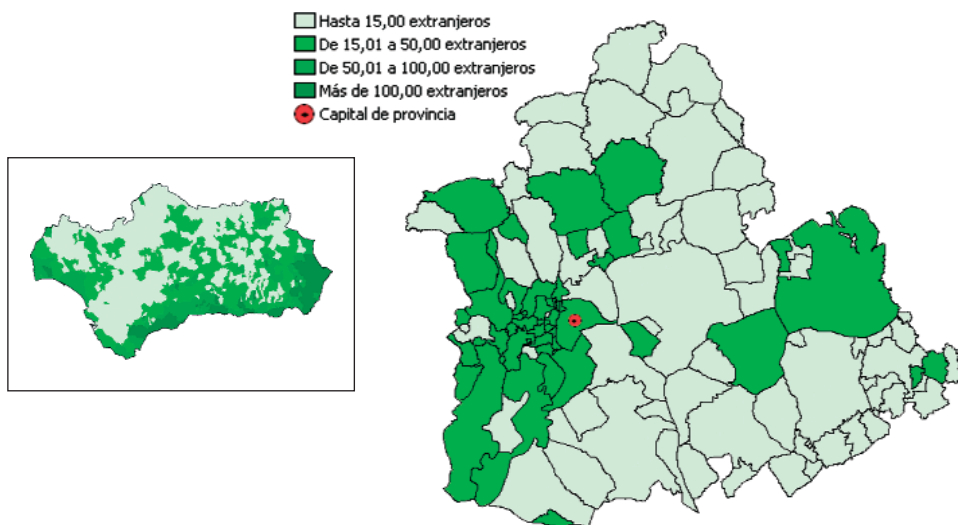 Hasta 15,00 extranjeros
De 15,01 a 50,00 extranjeros
De 50,01 a 100,00 extranjeros
Más de 100,00 extranjeros
Capital de provincia